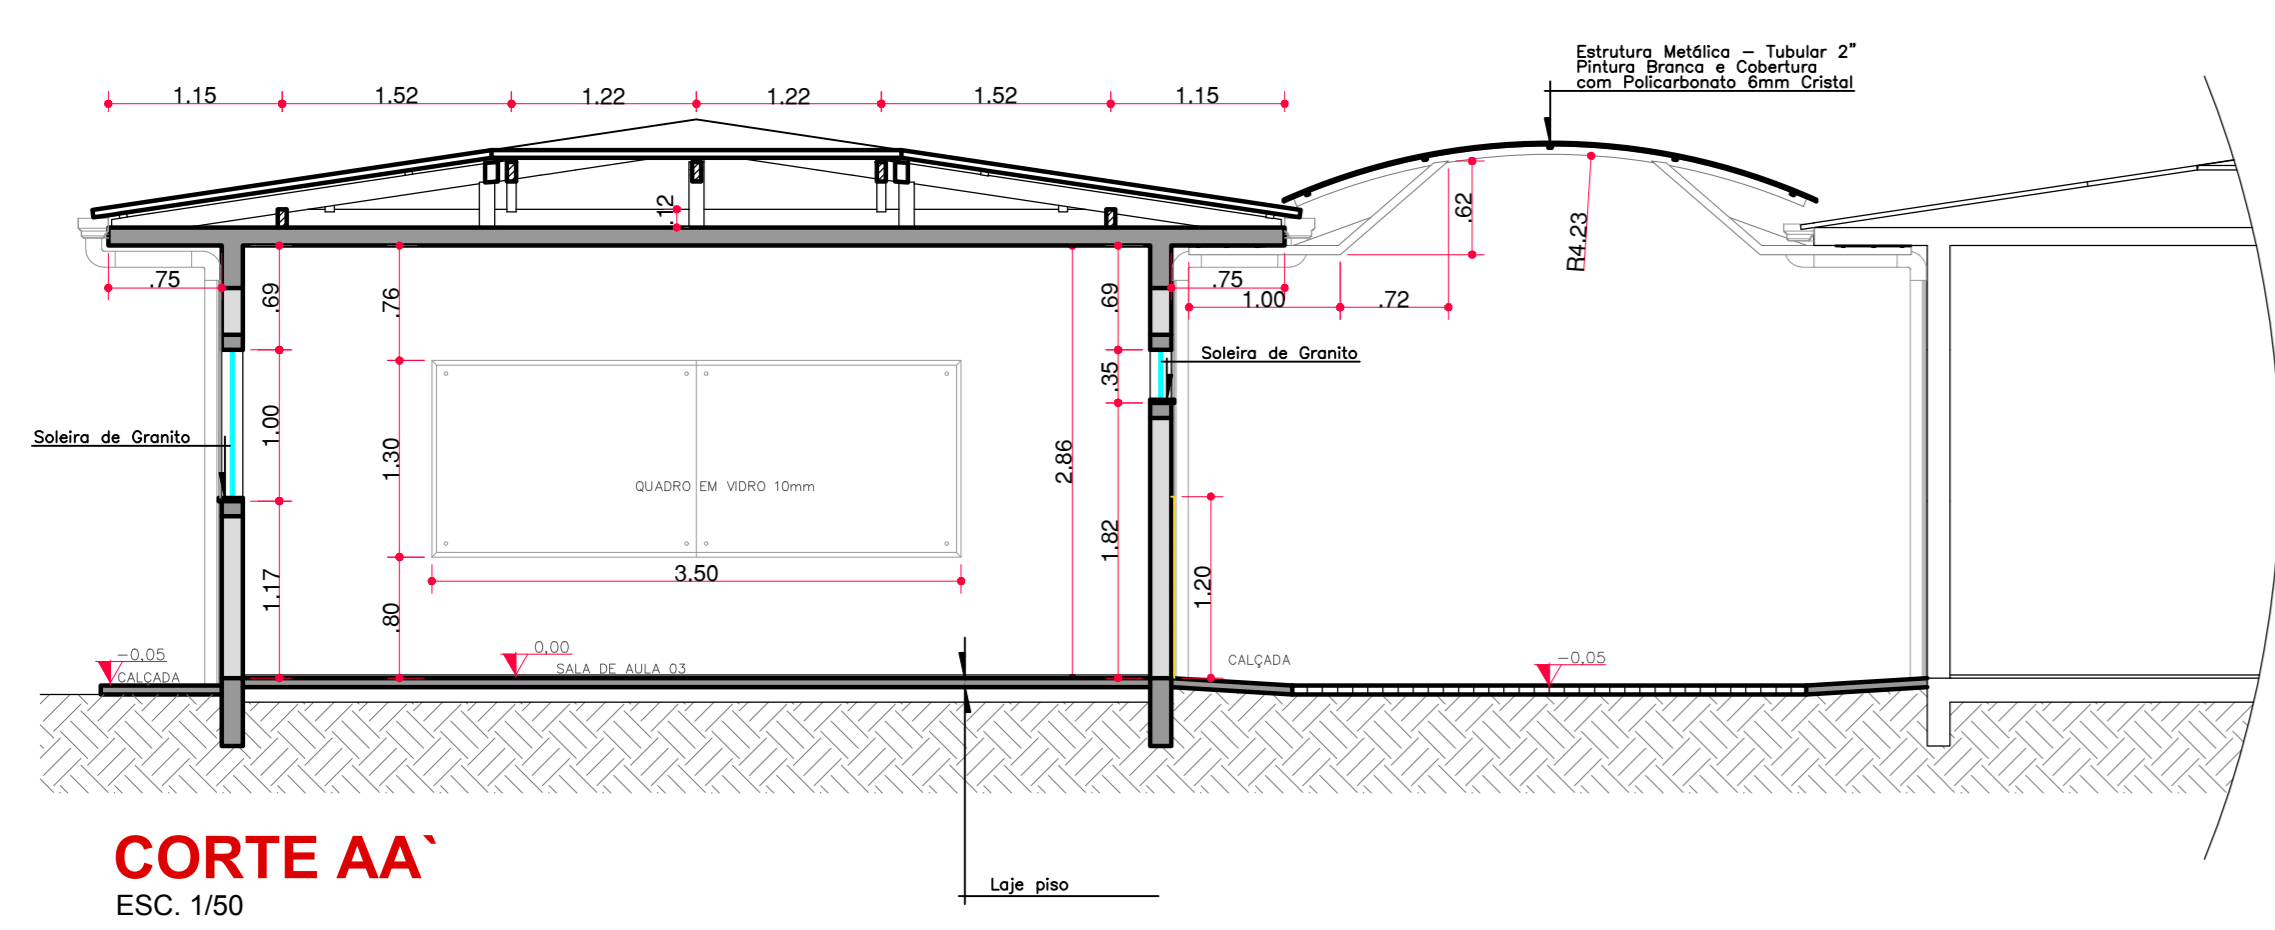 Estrutura Metálica – Tubular 2"
Pintura Branca e Cobertura
com Policarbonato 6mm Cristal
1.15
1.52
1.22
1.22
1.52
1.15
.12
.62
R4.23
.75
.69
.76
.69
.75
1.00
.72
Soleira de Granito
.35
1.00
Soleira de Granito
1.30
2.86
QUADRO EM VIDRO 10mm
1.82
3.50
1.17
.80
1.20
-0,05
CALÇADA
0,00
SALA DE AULA 03
CALÇADA
-0,05
Laje piso
CORTE AA`
ESC. 1/50